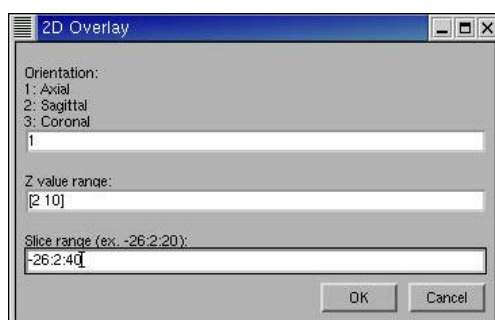 2D Overlay
Orientation:
1: Axial
2: Sagittal
3: Coronal
1
Z value range:
[2 10]
Slice range (ex. -26:2:20):
-26:2:40
OK Cancel